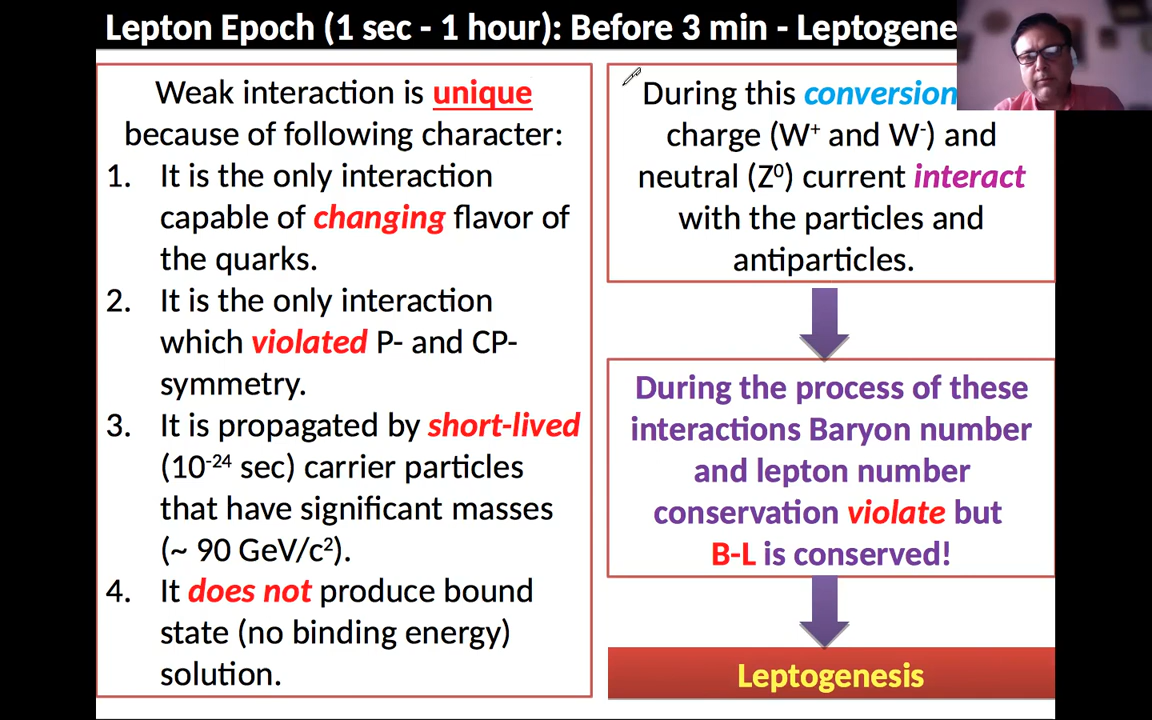 Lepton Epoch (1 sec - 1 hour): Before 3 min - Leptogene
Weak interaction is unique
because of following character:
1. It is the only interaction
capable of changing flavor of
the quarks.
2. It is the only interaction
which violated P- and CP-
symmetry.
3. It is propagated by short-lived
(10⁻²⁴ sec) carrier particles
that have significant masses
(~ 90 GeV/c²).
4. It does not produce bound
state (no binding energy)
solution.
During this conversion
charge (W⁺ and W⁻) and
neutral (Z⁰) current interact
with the particles and
antiparticles.
During the process of these
interactions Baryon number
and lepton number
conservation violate but
B-L is conserved!
Leptogenesis